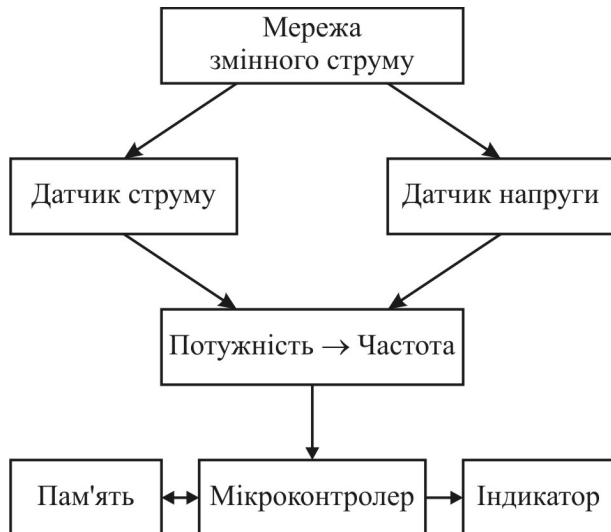 Мережа
змінного струму
Датчик струму
Датчик напруги
Потужність → Частота
Пам'ять
Мікроконтролер
Індикатор